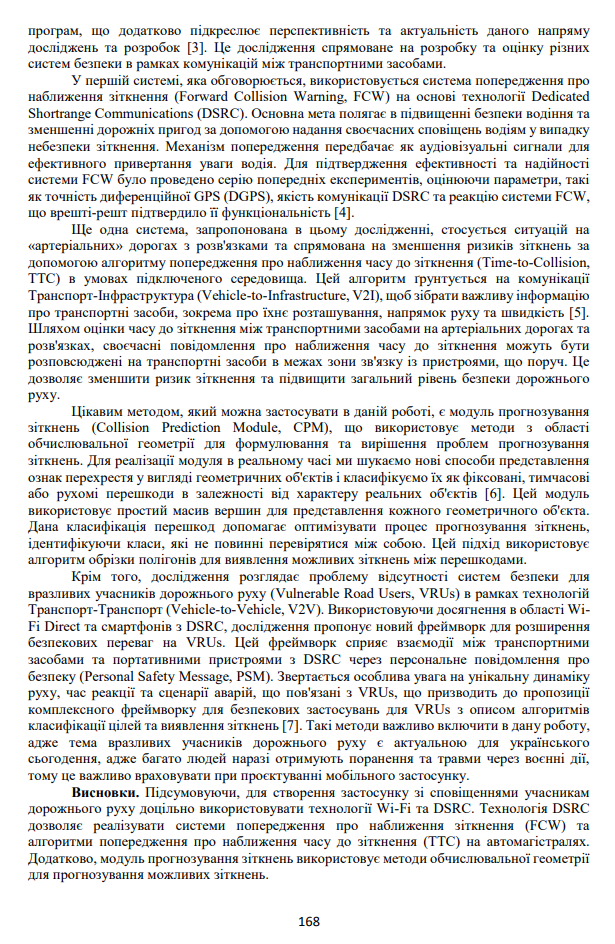 програм, що додатково підкреслює перспективність та актуальність даного напряму
досліджень та розробок [3]. Це дослідження спрямоване на розробку та оцінку різних
систем безпеки в рамках комунікацій між транспортними засобами.
У першій системі, яка обговорюється, використовується система попередження про
наближення зіткнення (Forward Collision Warning, FCW) на основі технології Dedicated
Shortrange Communications (DSRC). Основна мета полягає в підвищенні безпеки водіння та
зменшенні дорожніх пригод за допомогою надання своєчасних сповіщень водіям у випадку
небезпеки зіткнення. Механізм попередження передбачає як аудіовізуальні сигнали для
ефективного привертання уваги водія. Для підтвердження ефективності та надійності
системи FCW було проведено серію попередніх експериментів, оцінюючи параметри, такі
як точність диференційної GPS (DGPS), якість комунікації DSRC та реакцію системи FCW,
що врешті-решт підтвердило її функціональність [4].
Ще одна система, запропонована в цьому дослідженні, стосується ситуацій на
«артеріальних» дорогах з розв'язками та спрямована на зменшення ризиків зіткнень за
допомогою алгоритму попередження про наближення часу до зіткнення (Time-to-Collision,
TTC) в умовах підключеного середовища. Цей алгоритм ґрунтується на комунікації
Транспорт-Інфраструктура (Vehicle-to-Infrastructure, V2I), щоб зібрати важливу інформацію
про транспортні засоби, зокрема про їхнє розташування, напрямок руху та швидкість [5].
Шляхом оцінки часу до зіткнення між транспортними засобами на артеріальних дорогах та
розв'язках, своєчасні повідомлення про наближення часу до зіткнення можуть бути
розповсюджені на транспортні засоби в межах зони зв'язку із пристроями, що поруч. Це
дозволяє зменшити ризик зіткнення та підвищити загальний рівень безпеки дорожнього
руху.
Цікавим методом, який можна застосувати в даній роботі, є модуль прогнозування
зіткнень (Collision Prediction Module, CPM), що використовує методи з області
обчислювальної геометрії для формулювання та вирішення проблем прогнозування
зіткнень. Для реалізації модуля в реальному часі ми шукаємо нові способи представлення
ознак перехрестя у вигляді геометричних об'єктів і класифікуємо їх як фіксовані, тимчасові
або рухомі перешкоди в залежності від характеру реальних об'єктів [6]. Цей модуль
використовує простий масив вершин для представлення кожного геометричного об'єкта.
Дана класифікація перешкод допомагає оптимізувати процес прогнозування зіткнень,
ідентифікуючи класи, які не повинні перевірятися між собою. Цей підхід використовує
алгоритм обрізки полігонів для виявлення можливих зіткнень між перешкодами.
Крім того, дослідження розглядає проблему відсутності систем безпеки для
вразливих учасників дорожнього руху (Vulnerable Road Users, VRUs) в рамках технологій
Транспорт-Транспорт (Vehicle-to-Vehicle, V2V). Використовуючи досягнення в області Wi-
Fi Direct та смартфонів з DSRC, дослідження пропонує новий фреймворк для розширення
безпекових переваг на VRUs. Цей фреймворк сприяє взаємодії між транспортними
засобами та портативними пристроями з DSRC через персональне повідомлення про
безпеку (Personal Safety Message, PSM). Звертається особлива увага на унікальну динаміку
руху, час реакції та сценарії аварій, що пов'язані з VRUs, що призводить до пропозиції
комплексного фреймворку для безпекових застосувань для VRUs з описом алгоритмів
класифікації цілей та виявлення зіткнень [7]. Такі методи важливо включити в дану роботу,
адже тема вразливих учасників дорожнього руху є актуальною для українського
сьогодення, адже багато людей наразі отримують поранення та травми через воєнні дії,
тому це важливо враховувати при проєктуванні мобільного застосунку.
Висновки. Підсумовуючи, для створення застосунку зі сповіщеннями учасникам
дорожнього руху доцільно використовувати технології Wi-Fi та DSRC. Технологія DSRC
дозволяє реалізувати системи попередження про наближення зіткнення (FCW) та
алгоритми попередження про наближення часу до зіткнення (TTC) на автомагістралях.
Додатково, модуль прогнозування зіткнень використовує методи обчислювальної геометрії
для прогнозування можливих зіткнень.
168